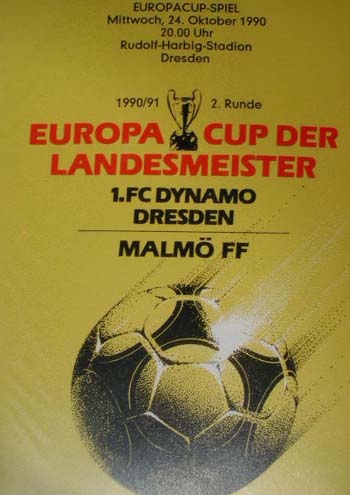 EUROPACUP-SPIEL
Mittwoch, 24. Oktober 1990
20.00 Uhr
Rudolf-Harbig-Stadion
Dresden
1990/91 2. Runde
EUROPA CUP DER
LANDESMEISTER
1.FC DYNAMO
DRESDEN
MALMÖ FF